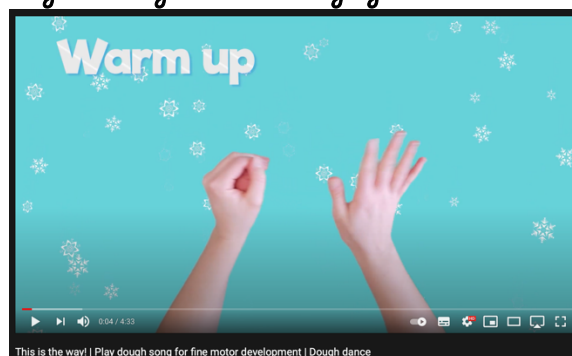 Warm up
0:04 / 4:33
This is the way! | Play dough song for fine motor development | Dough dance